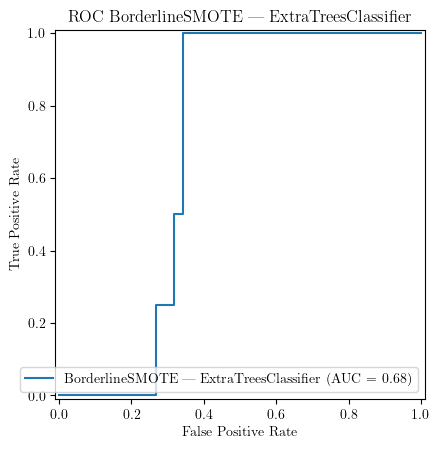 ROC BorderlineSMOTE — ExtraTreesClassifier
1.0
0.8
0.6
0.4
0.2
0.0
True Positive Rate
BorderlineSMOTE — ExtraTreesClassifier (AUC = 0.68)
0.0 0.2 0.4 0.6 0.8 1.0
False Positive Rate